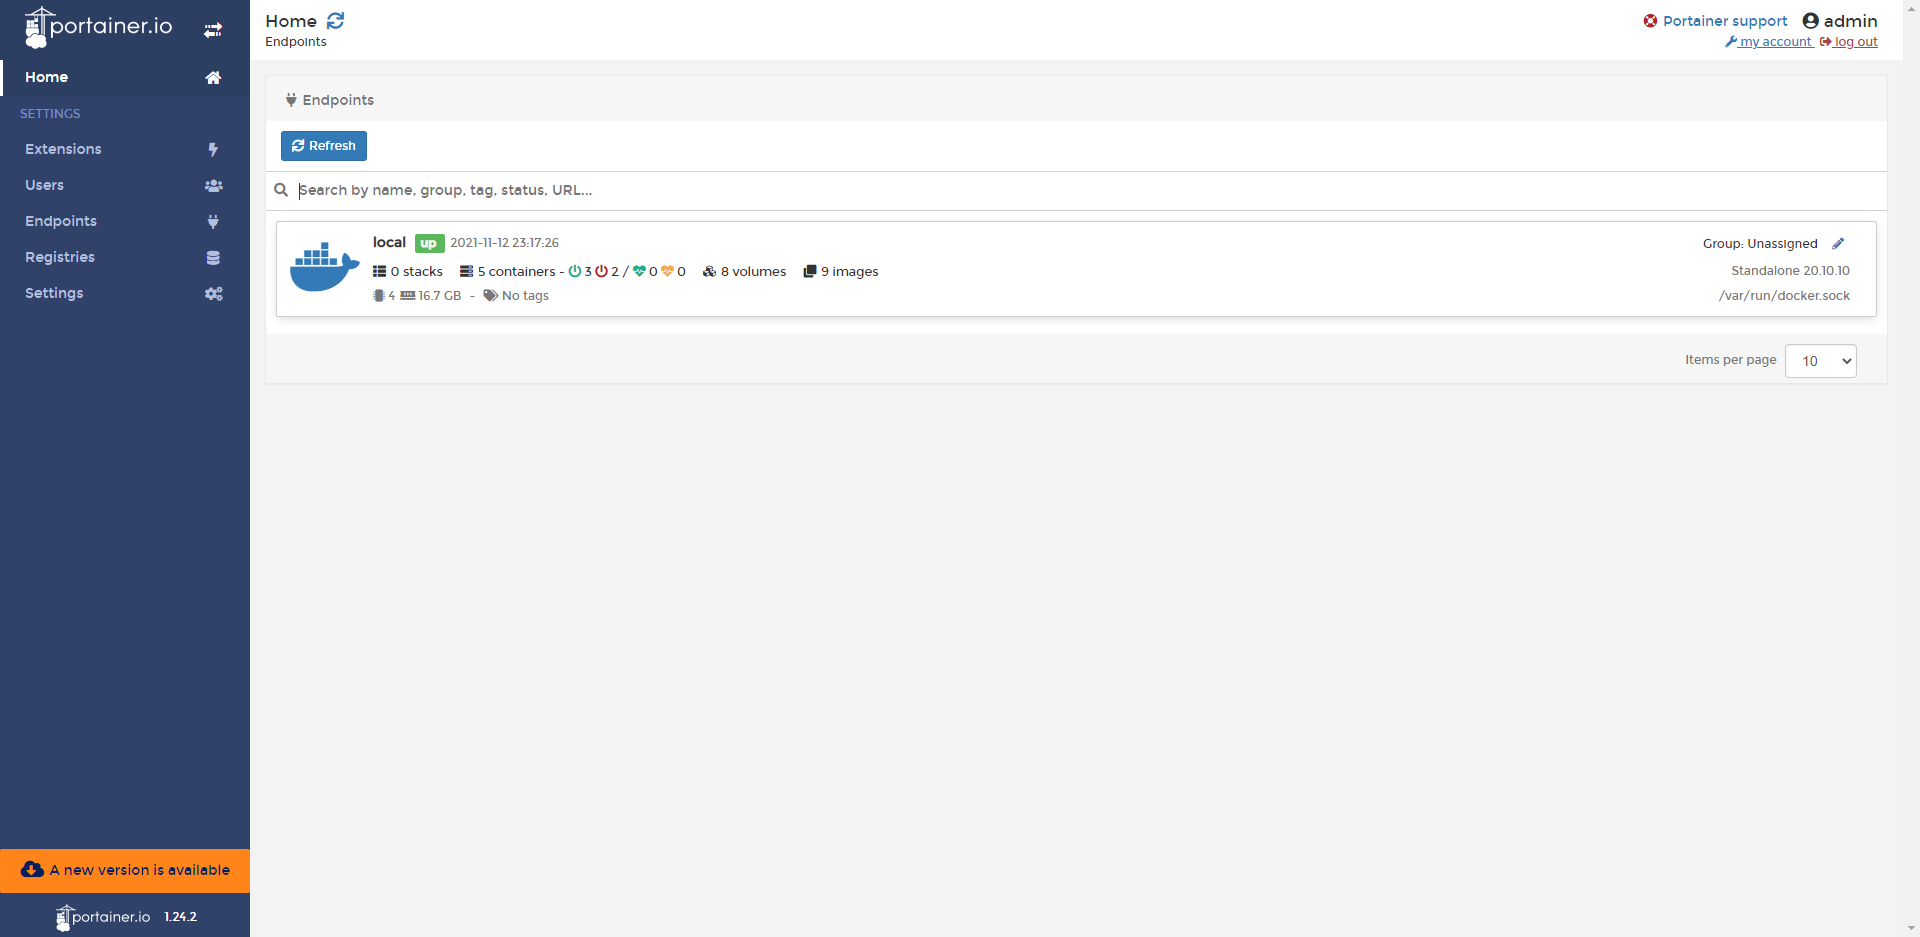 portainer.io
Home
SETTINGS
Extensions
Users
Endpoints
Registries
Settings
A new version is available
portainer.io 1.24.2
Home
Endpoints
Portainer support admin
my account log out
Endpoints
Refresh
Search by name, group, tag, status, URL...
local up 2021-11-12 23:17:26
0 stacks 5 containers - 3 2 / 0 0 8 volumes 9 images
4 16.7 GB - No tags
Group: Unassigned
Standalone 20.10.10
/var/run/docker.sock
Items per page 10